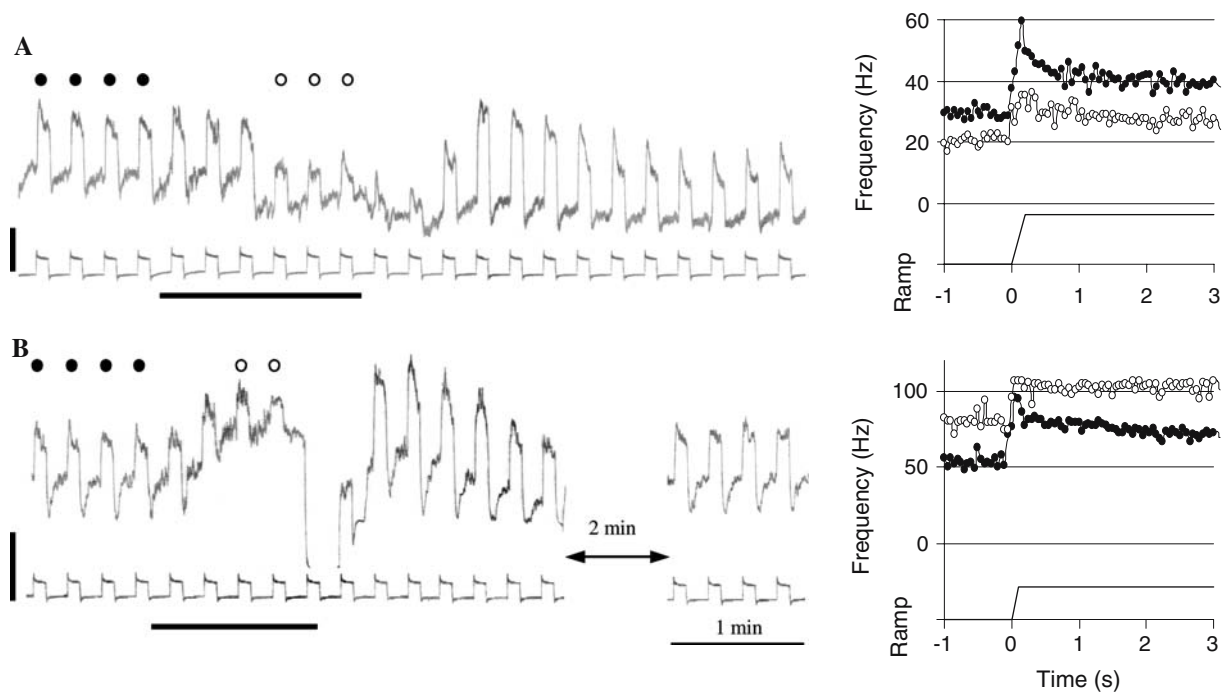 A
B
2 min
1 min
60
40
20
0
Frequency (Hz)
Ramp
-1 0 1 2 3
100
50
0
Frequency (Hz)
Ramp
-1 0 1 2 3
Time (s)